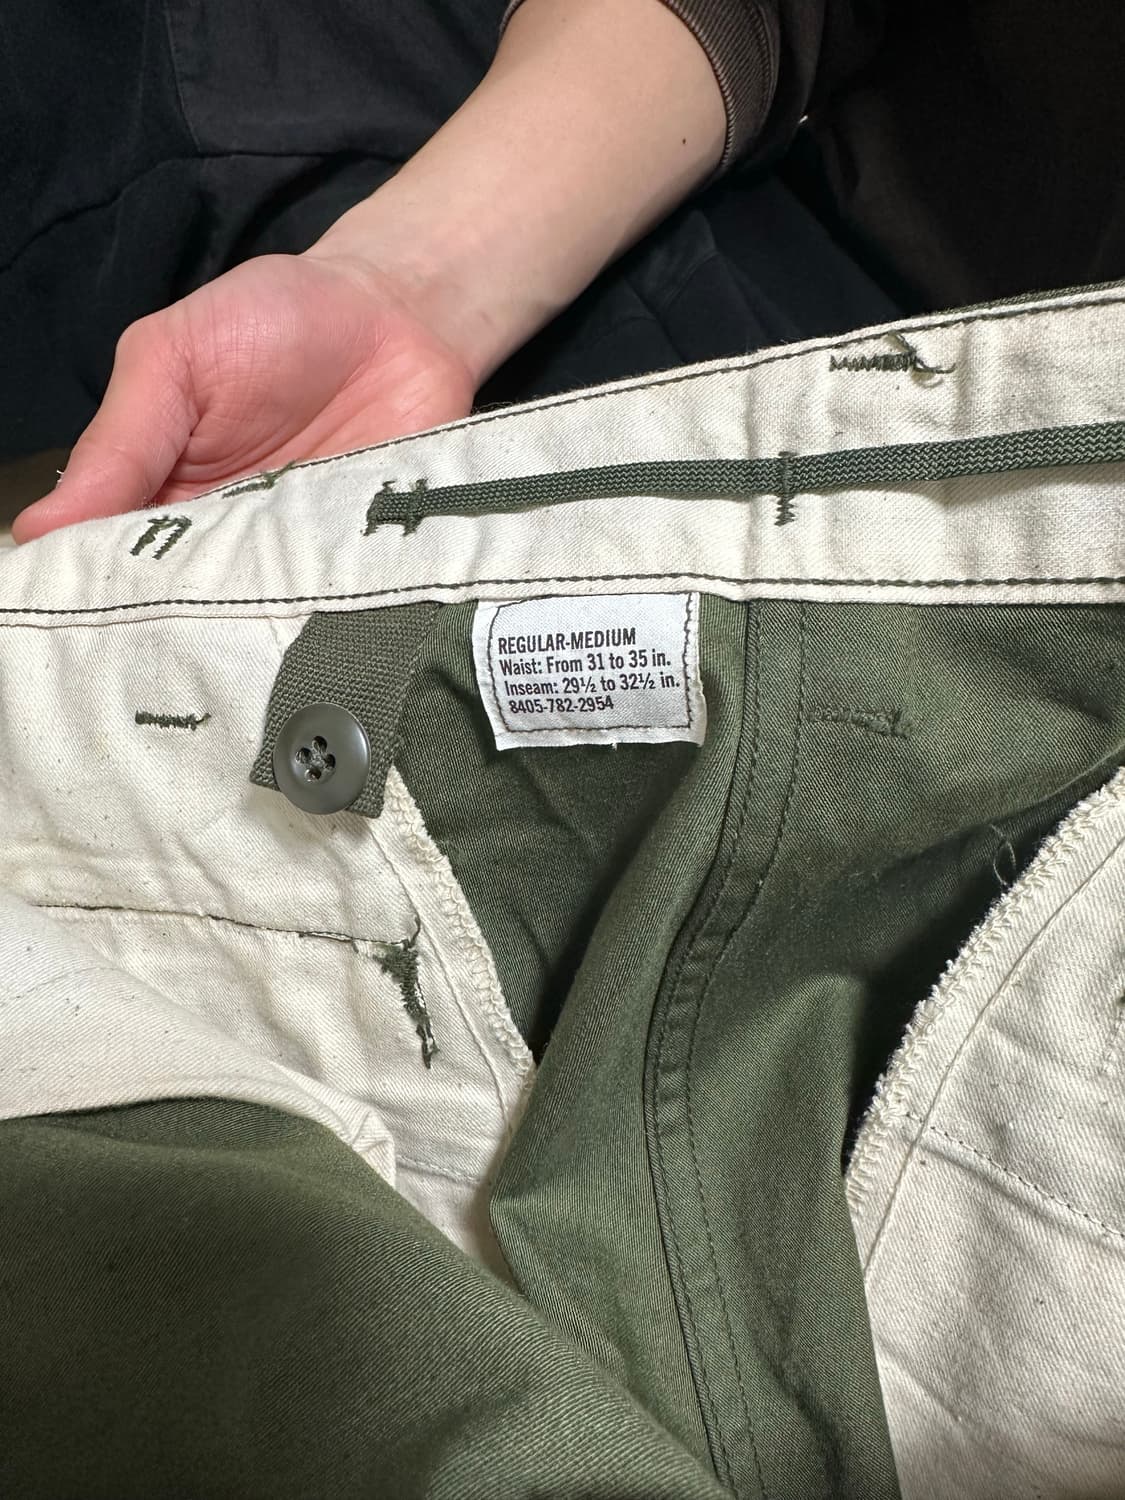 REGULAR-MEDIUM
Waist: From 31 to 35 in.
Inseam: 29½ to 32½ in.
8405-782-2954